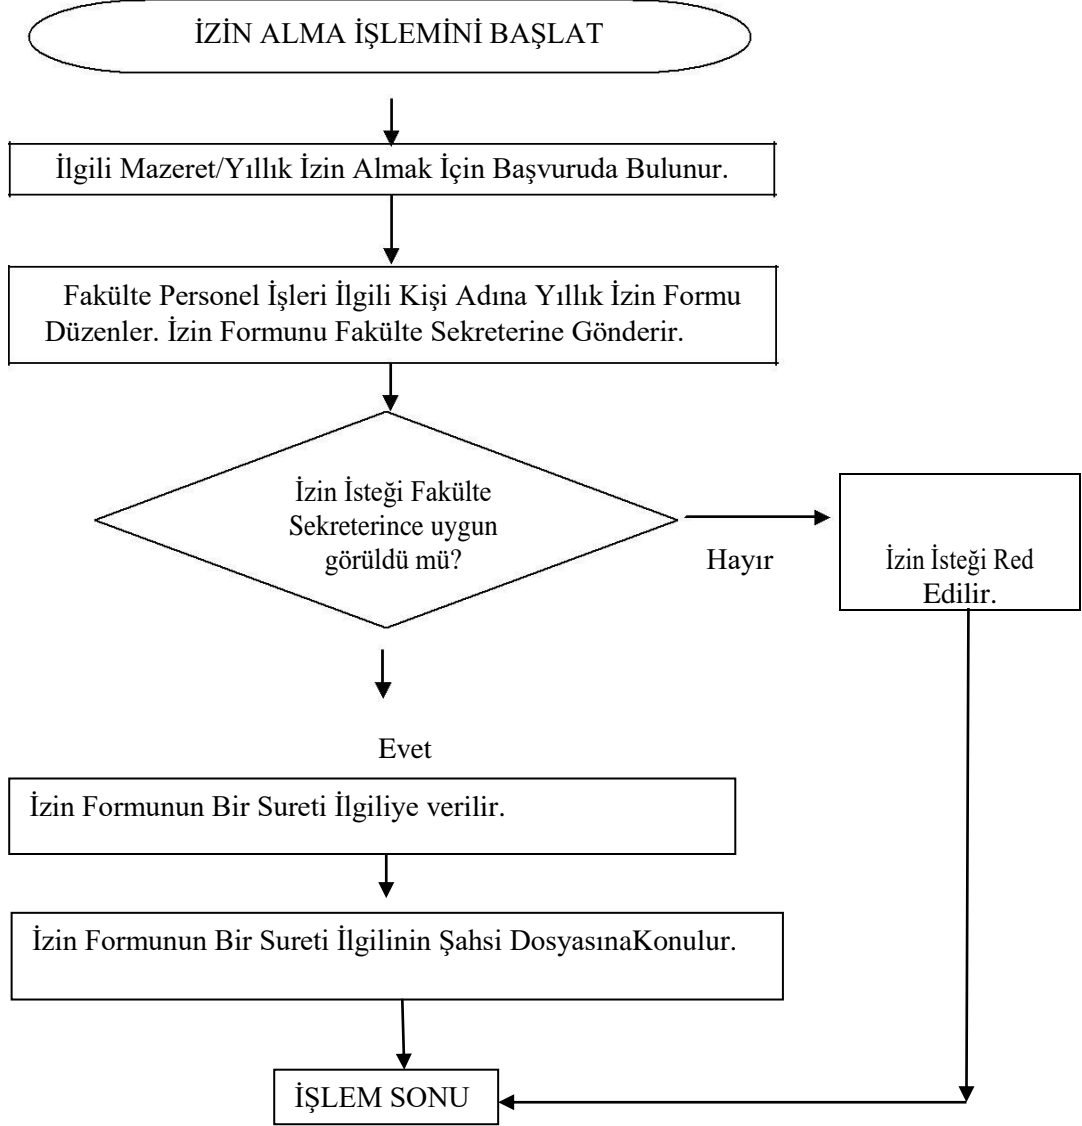 İZİN ALMA İŞLEMİNİ BAŞLAT
İlgili Mazeret/Yıllık İzin Almak İçin Başvuruda Bulunur.
Fakülte Personel İşleri İlgili Kişi Adına Yıllık İzin Formu
Düzenler. İzin Formunu Fakülte Sekreterine Gönderir.
İzin İsteği Fakülte
Sekreterince uygun
görüldü mü?
Hayır
İzin İsteği Red
Edilir.
Evet
İzin Formunun Bir Sureti İlgiliye verilir.
İzin Formunun Bir Sureti İlgilinin Şahsi DosyasınaKonulur.
İŞLEM SONU